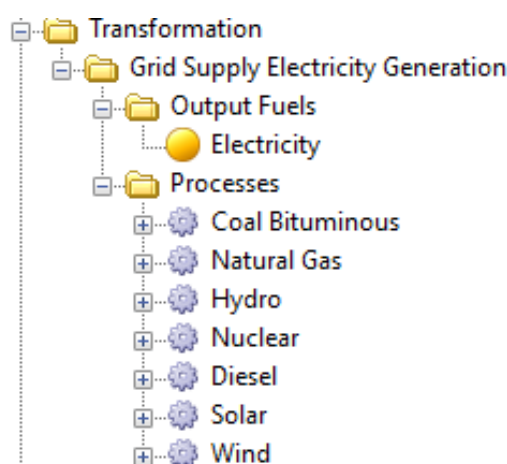 Transformation
Grid Supply Electricity Generation
Output Fuels
Electricity
Processes
Coal Bituminous
Natural Gas
Hydro
Nuclear
Diesel
Solar
Wind